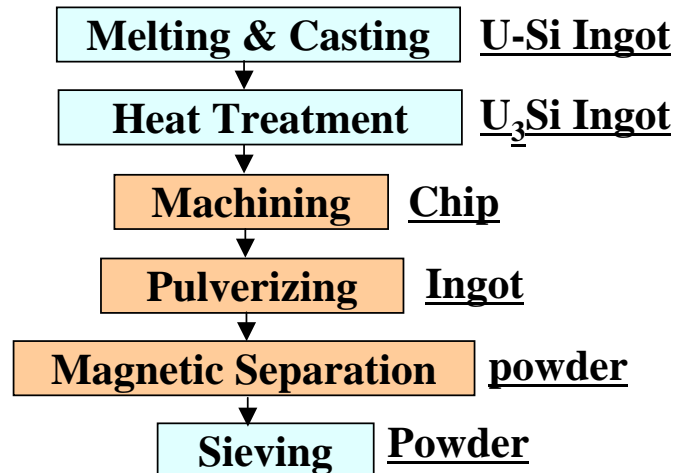 Melting & Casting U-Si Ingot
Heat Treatment U₃Si Ingot
Machining Chip
Pulverizing Ingot
Magnetic Separation powder
Sieving Powder